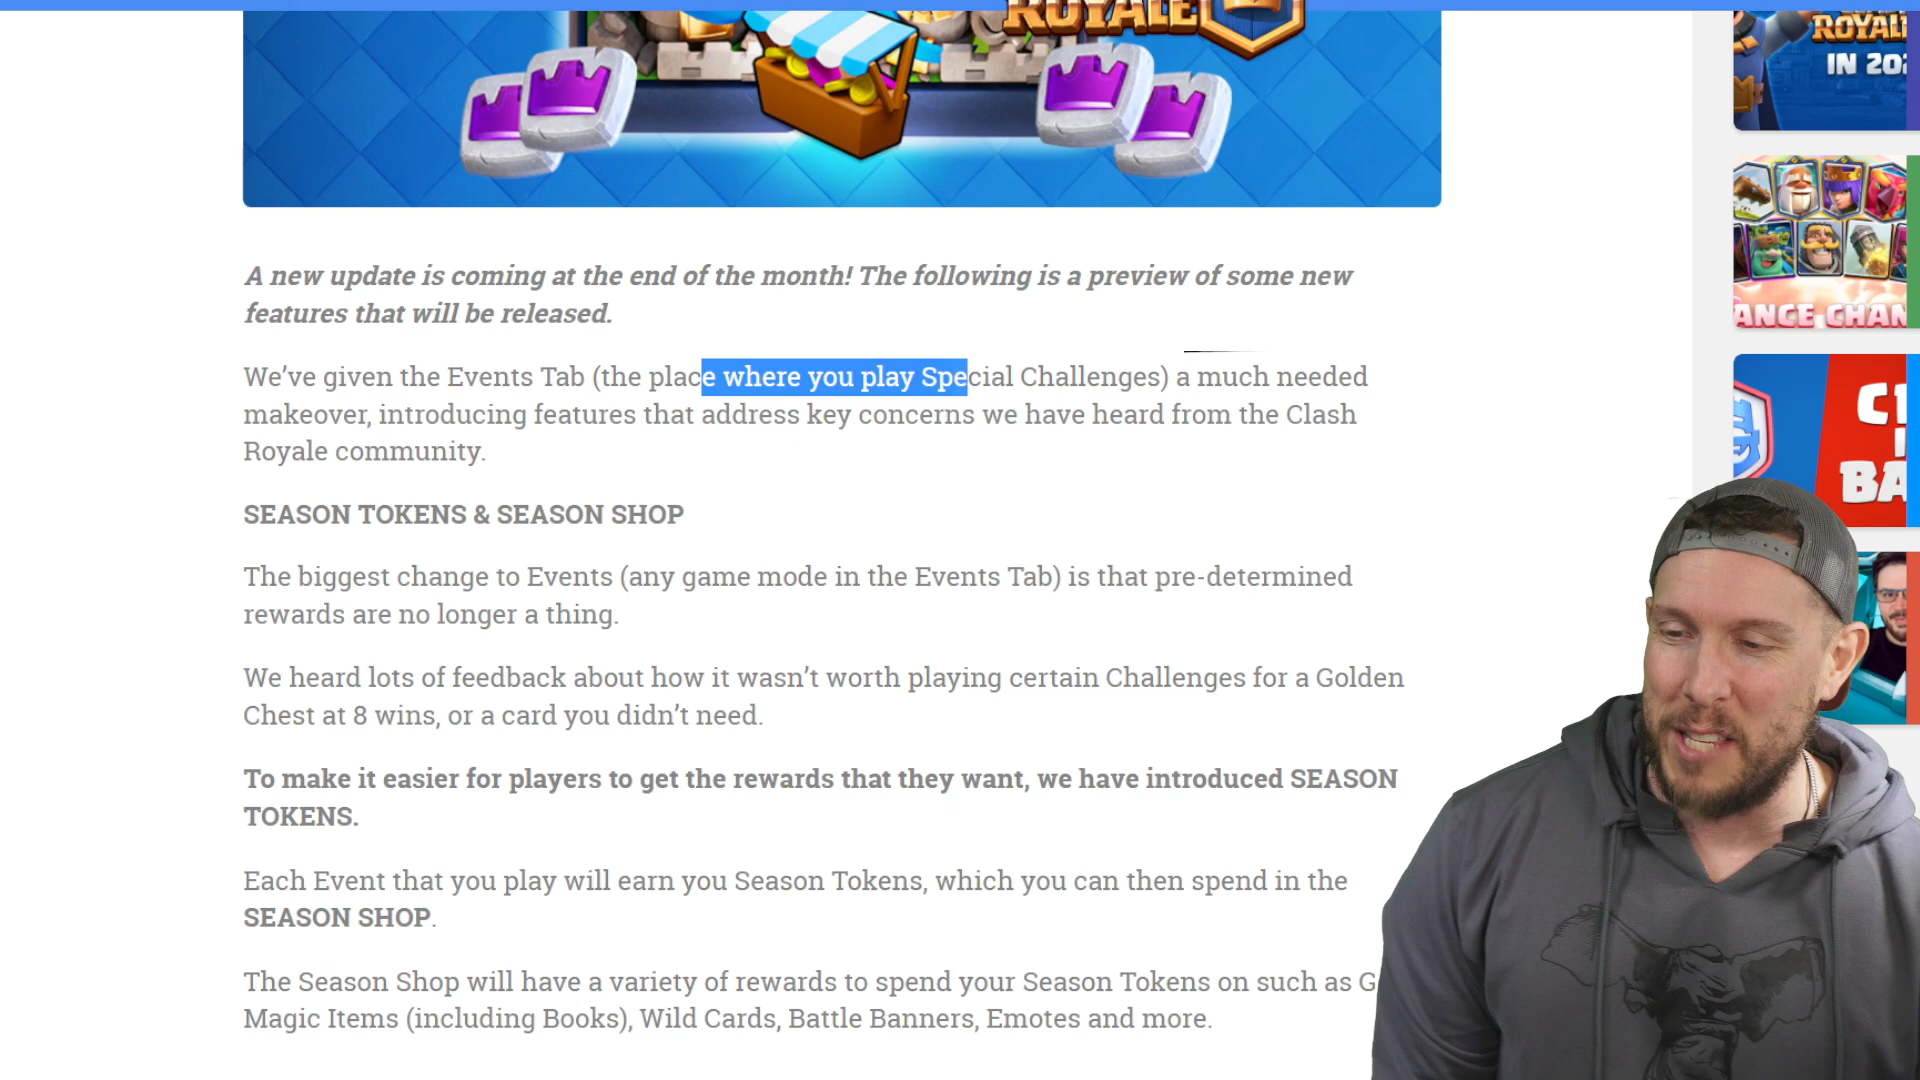 ROYALE
ROYAL
IN 20
A new update is coming at the end of the month! The following is a preview of some new
features that will be released.
We’ve given the Events Tab (the place where you play Special Challenges) a much needed
makeover, introducing features that address key concerns we have heard from the Clash
Royale community.
SEASON TOKENS & SEASON SHOP
The biggest change to Events (any game mode in the Events Tab) is that pre-determined
rewards are no longer a thing.
We heard lots of feedback about how it wasn’t worth playing certain Challenges for a Golden
Chest at 8 wins, or a card you didn’t need.
To make it easier for players to get the rewards that they want, we have introduced SEASON
TOKENS.
Each Event that you play will earn you Season Tokens, which you can then spend in the
SEASON SHOP.
The Season Shop will have a variety of rewards to spend your Season Tokens on such as G
Magic Items (including Books), Wild Cards, Battle Banners, Emotes and more.
ANCE CHAN
BA